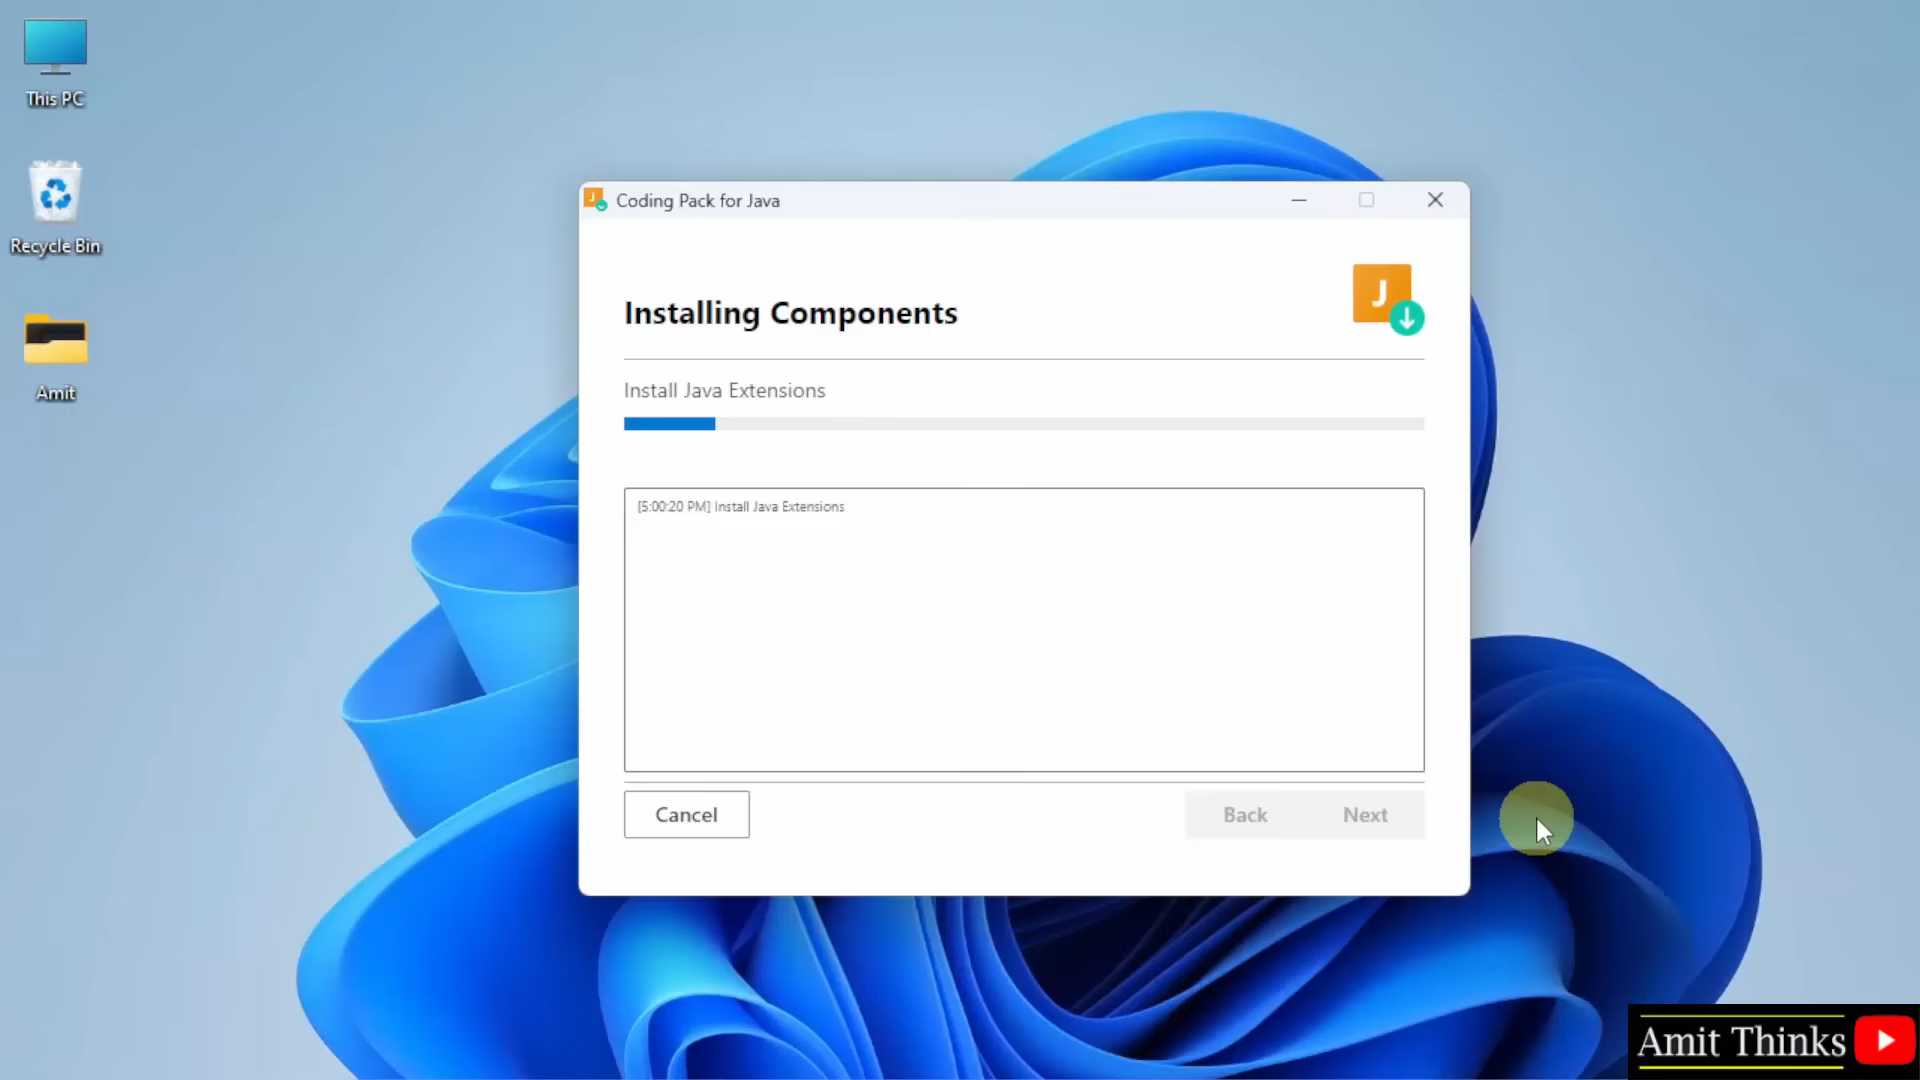 This PC
Recycle Bin
Amit
J
Coding Pack for Java
Installing Components
J
Install Java Extensions
[5:00:20 PM] Install Java Extensions
Cancel
Back
Next
Amit Thinks